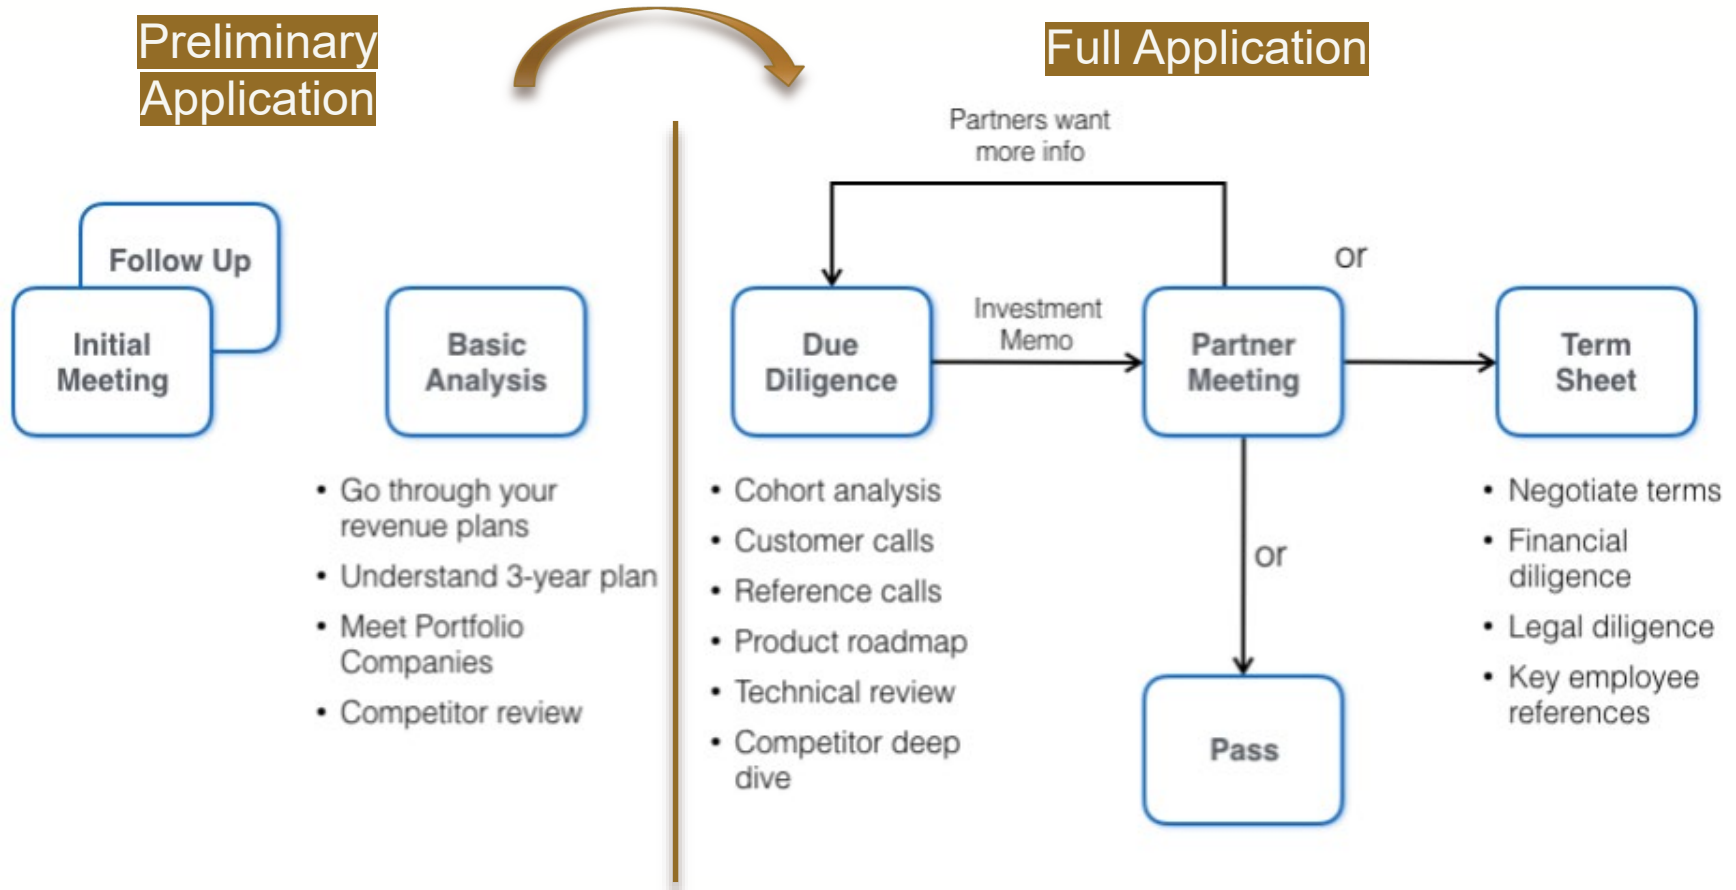 Preliminary
Application
Full Application
Partners want
more info
Follow Up
Initial
Meeting
Basic
Analysis
Due
Diligence
Investment
Memo
Partner
Meeting
or
Term
Sheet
• Go through your
revenue plans
• Understand 3-year plan
• Meet Portfolio
Companies
• Competitor review
• Cohort analysis
• Customer calls
• Reference calls
• Product roadmap
• Technical review
• Competitor deep
dive
or
Pass
• Negotiate terms
• Financial
diligence
• Legal diligence
• Key employee
references